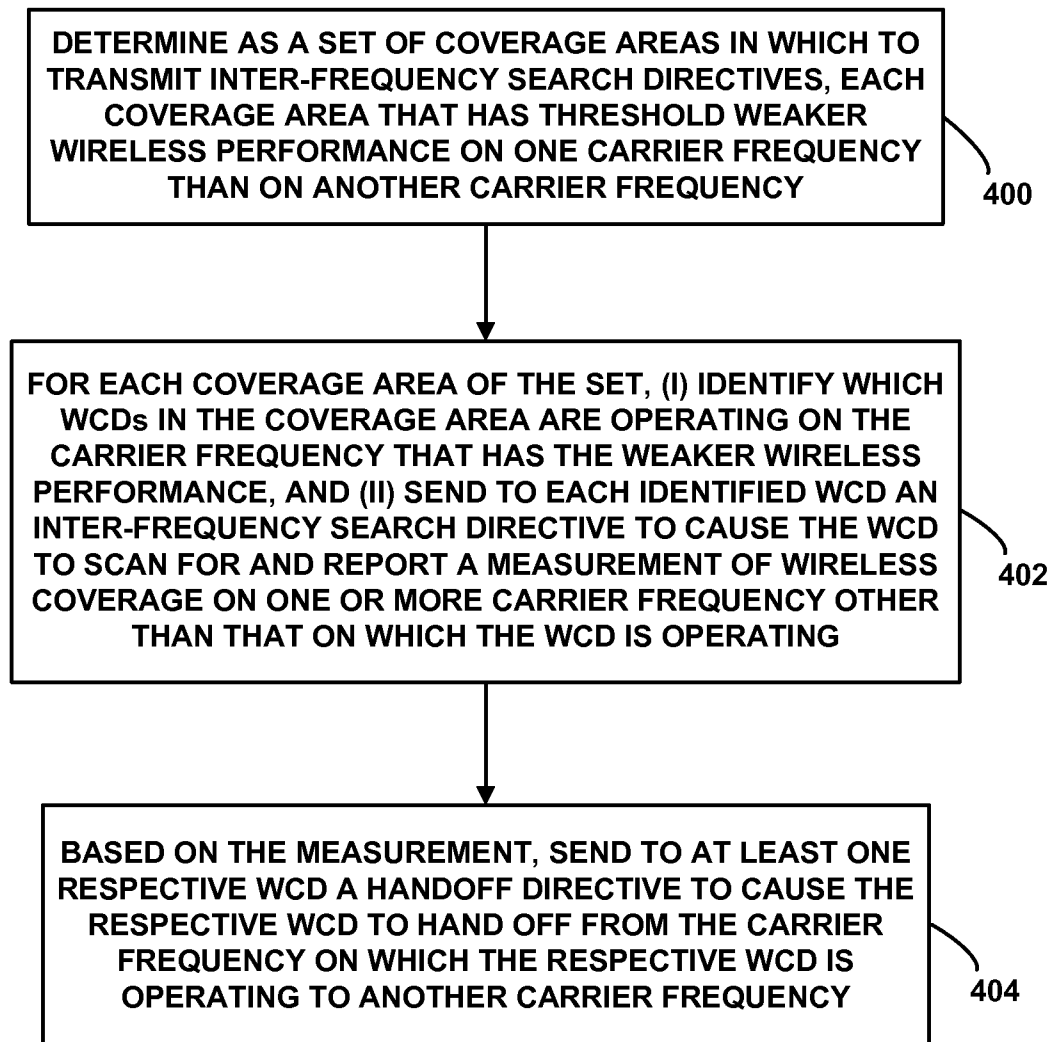 DETERMINE AS A SET OF COVERAGE AREAS IN WHICH TO
TRANSMIT INTER-FREQUENCY SEARCH DIRECTIVES, EACH
COVERAGE AREA THAT HAS THRESHOLD WEAKER
WIRELESS PERFORMANCE ON ONE CARRIER FREQUENCY
THAN ON ANOTHER CARRIER FREQUENCY
400
FOR EACH COVERAGE AREA OF THE SET, (I) IDENTIFY WHICH
WCDs IN THE COVERAGE AREA ARE OPERATING ON THE
CARRIER FREQUENCY THAT HAS THE WEAKER WIRELESS
PERFORMANCE, AND (II) SEND TO EACH IDENTIFIED WCD AN
INTER-FREQUENCY SEARCH DIRECTIVE TO CAUSE THE WCD
TO SCAN FOR AND REPORT A MEASUREMENT OF WIRELESS
COVERAGE ON ONE OR MORE CARRIER FREQUENCY OTHER
THAN THAT ON WHICH THE WCD IS OPERATING
402
BASED ON THE MEASUREMENT, SEND TO AT LEAST ONE
RESPECTIVE WCD A HANDOFF DIRECTIVE TO CAUSE THE
RESPECTIVE WCD TO HAND OFF FROM THE CARRIER
FREQUENCY ON WHICH THE RESPECTIVE WCD IS
OPERATING TO ANOTHER CARRIER FREQUENCY
404